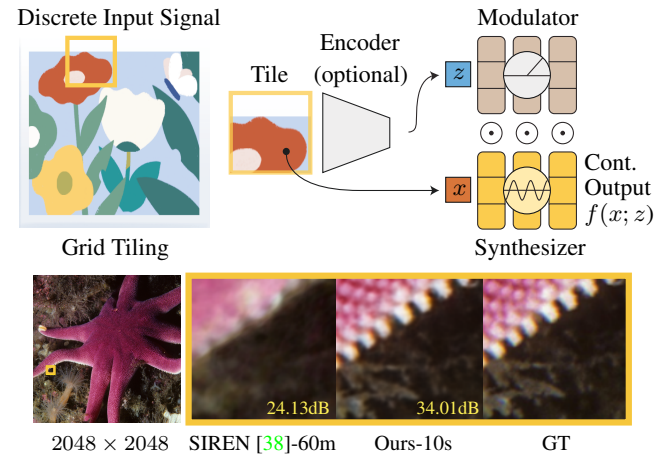 Discrete Input Signal
Modulator
Encoder
(optional)
Tile
z
x
Cont.
Output
f(x; z)
Grid Tiling
Synthesizer
24.13dB
34.01dB
2048 × 2048
SIREN [38]-60m
Ours-10s
GT